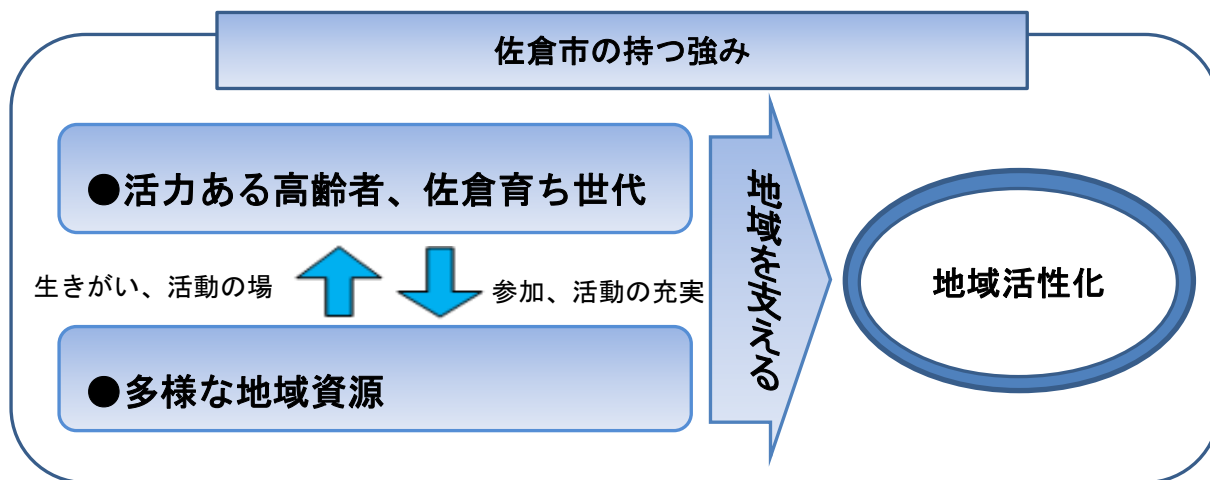 佐倉市の持つ強み
●活力ある高齢者、佐倉育ち世代
生きがい、活動の場
参加、活動の充実
●多様な地域資源
地域を支える
地域活性化